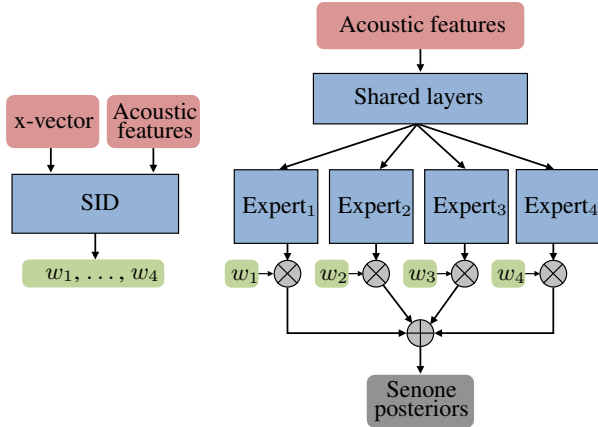 x-vector
Acoustic
features
SID
w₁, . . . , w₄
Acoustic features
Shared layers
Expert₁
Expert₂
Expert₃
Expert₄
w₁
w₂
w₃
w₄
Senone
posteriors